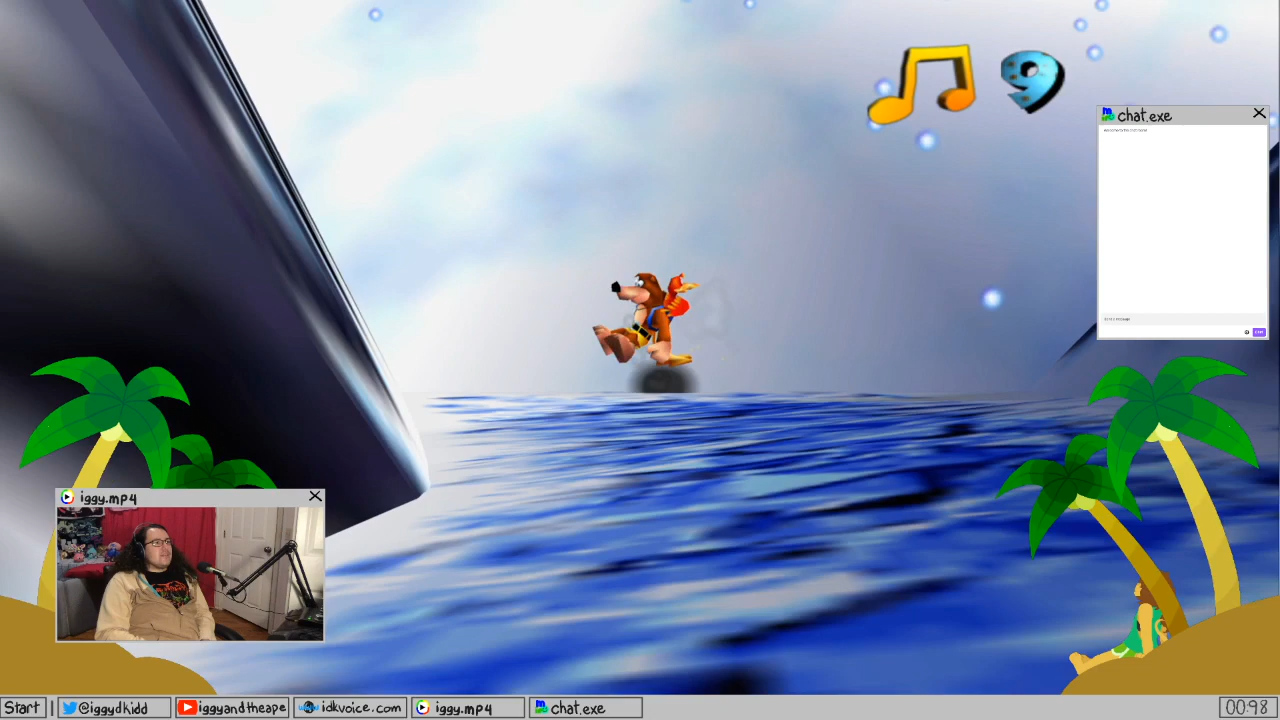 9
chat.exe
iggy.mp4
Start
@iggydkidd
iggyandtheape
idkvoice.com
iggy.mp4
chat.exe
00:98